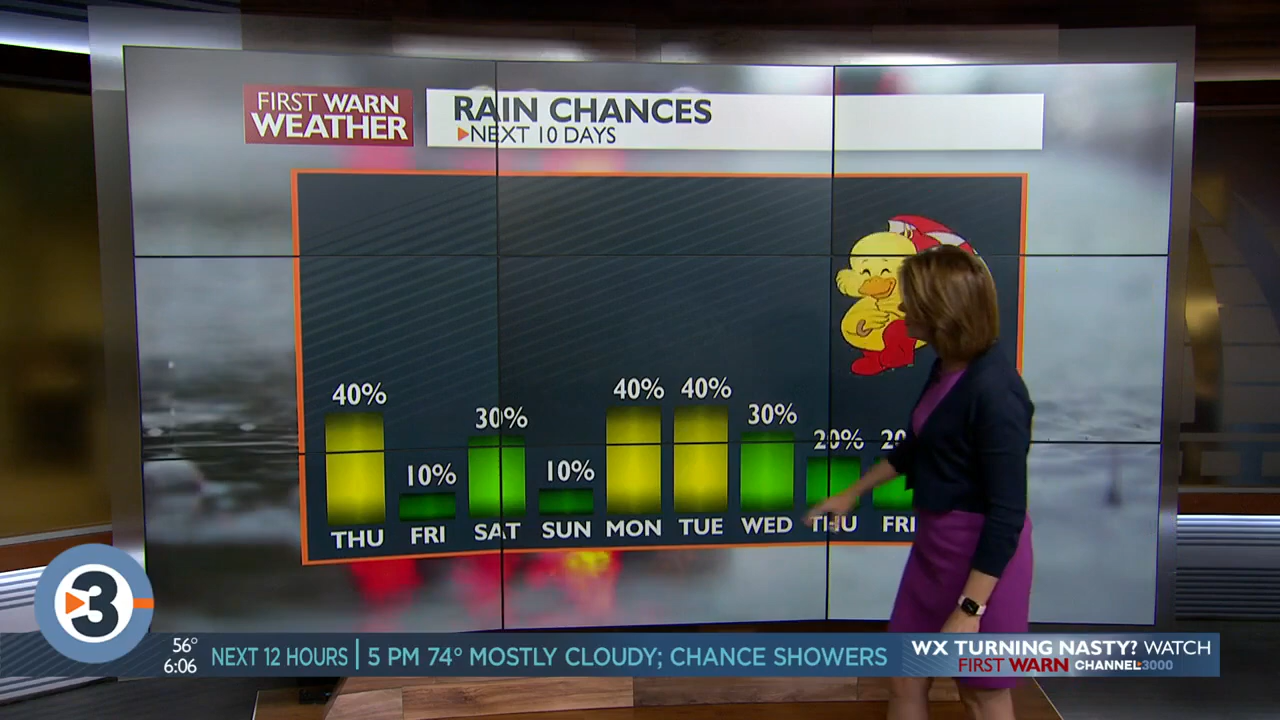 FIRST WARN
WEATHER
RAIN CHANCES
NEXT 10 DAYS
40% 10% 30% 10% 40% 40% 30% 20%
THU FRI SAT SUN MON TUE WED THU FRI
3
56°
6:06
NEXT 12 HOURS
5 PM 74° MOSTLY CLOUDY; CHANCE SHOWERS
WX TURNING NASTY? WATCH
FIRST WARN CHANNEL3000